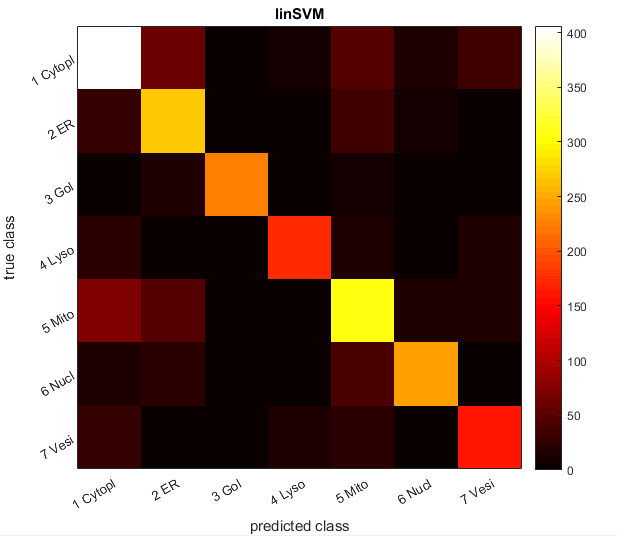 linSVM
true class
1 Cytopl
2 ER
3 Gol
4 Lyso
5 Mito
6 Nucl
7 Vesi
1 Cytopl 2 ER 3 Gol 4 Lyso 5 Mito 6 Nucl 7 Vesi
predicted class
400
350
300
250
200
150
100
50
0